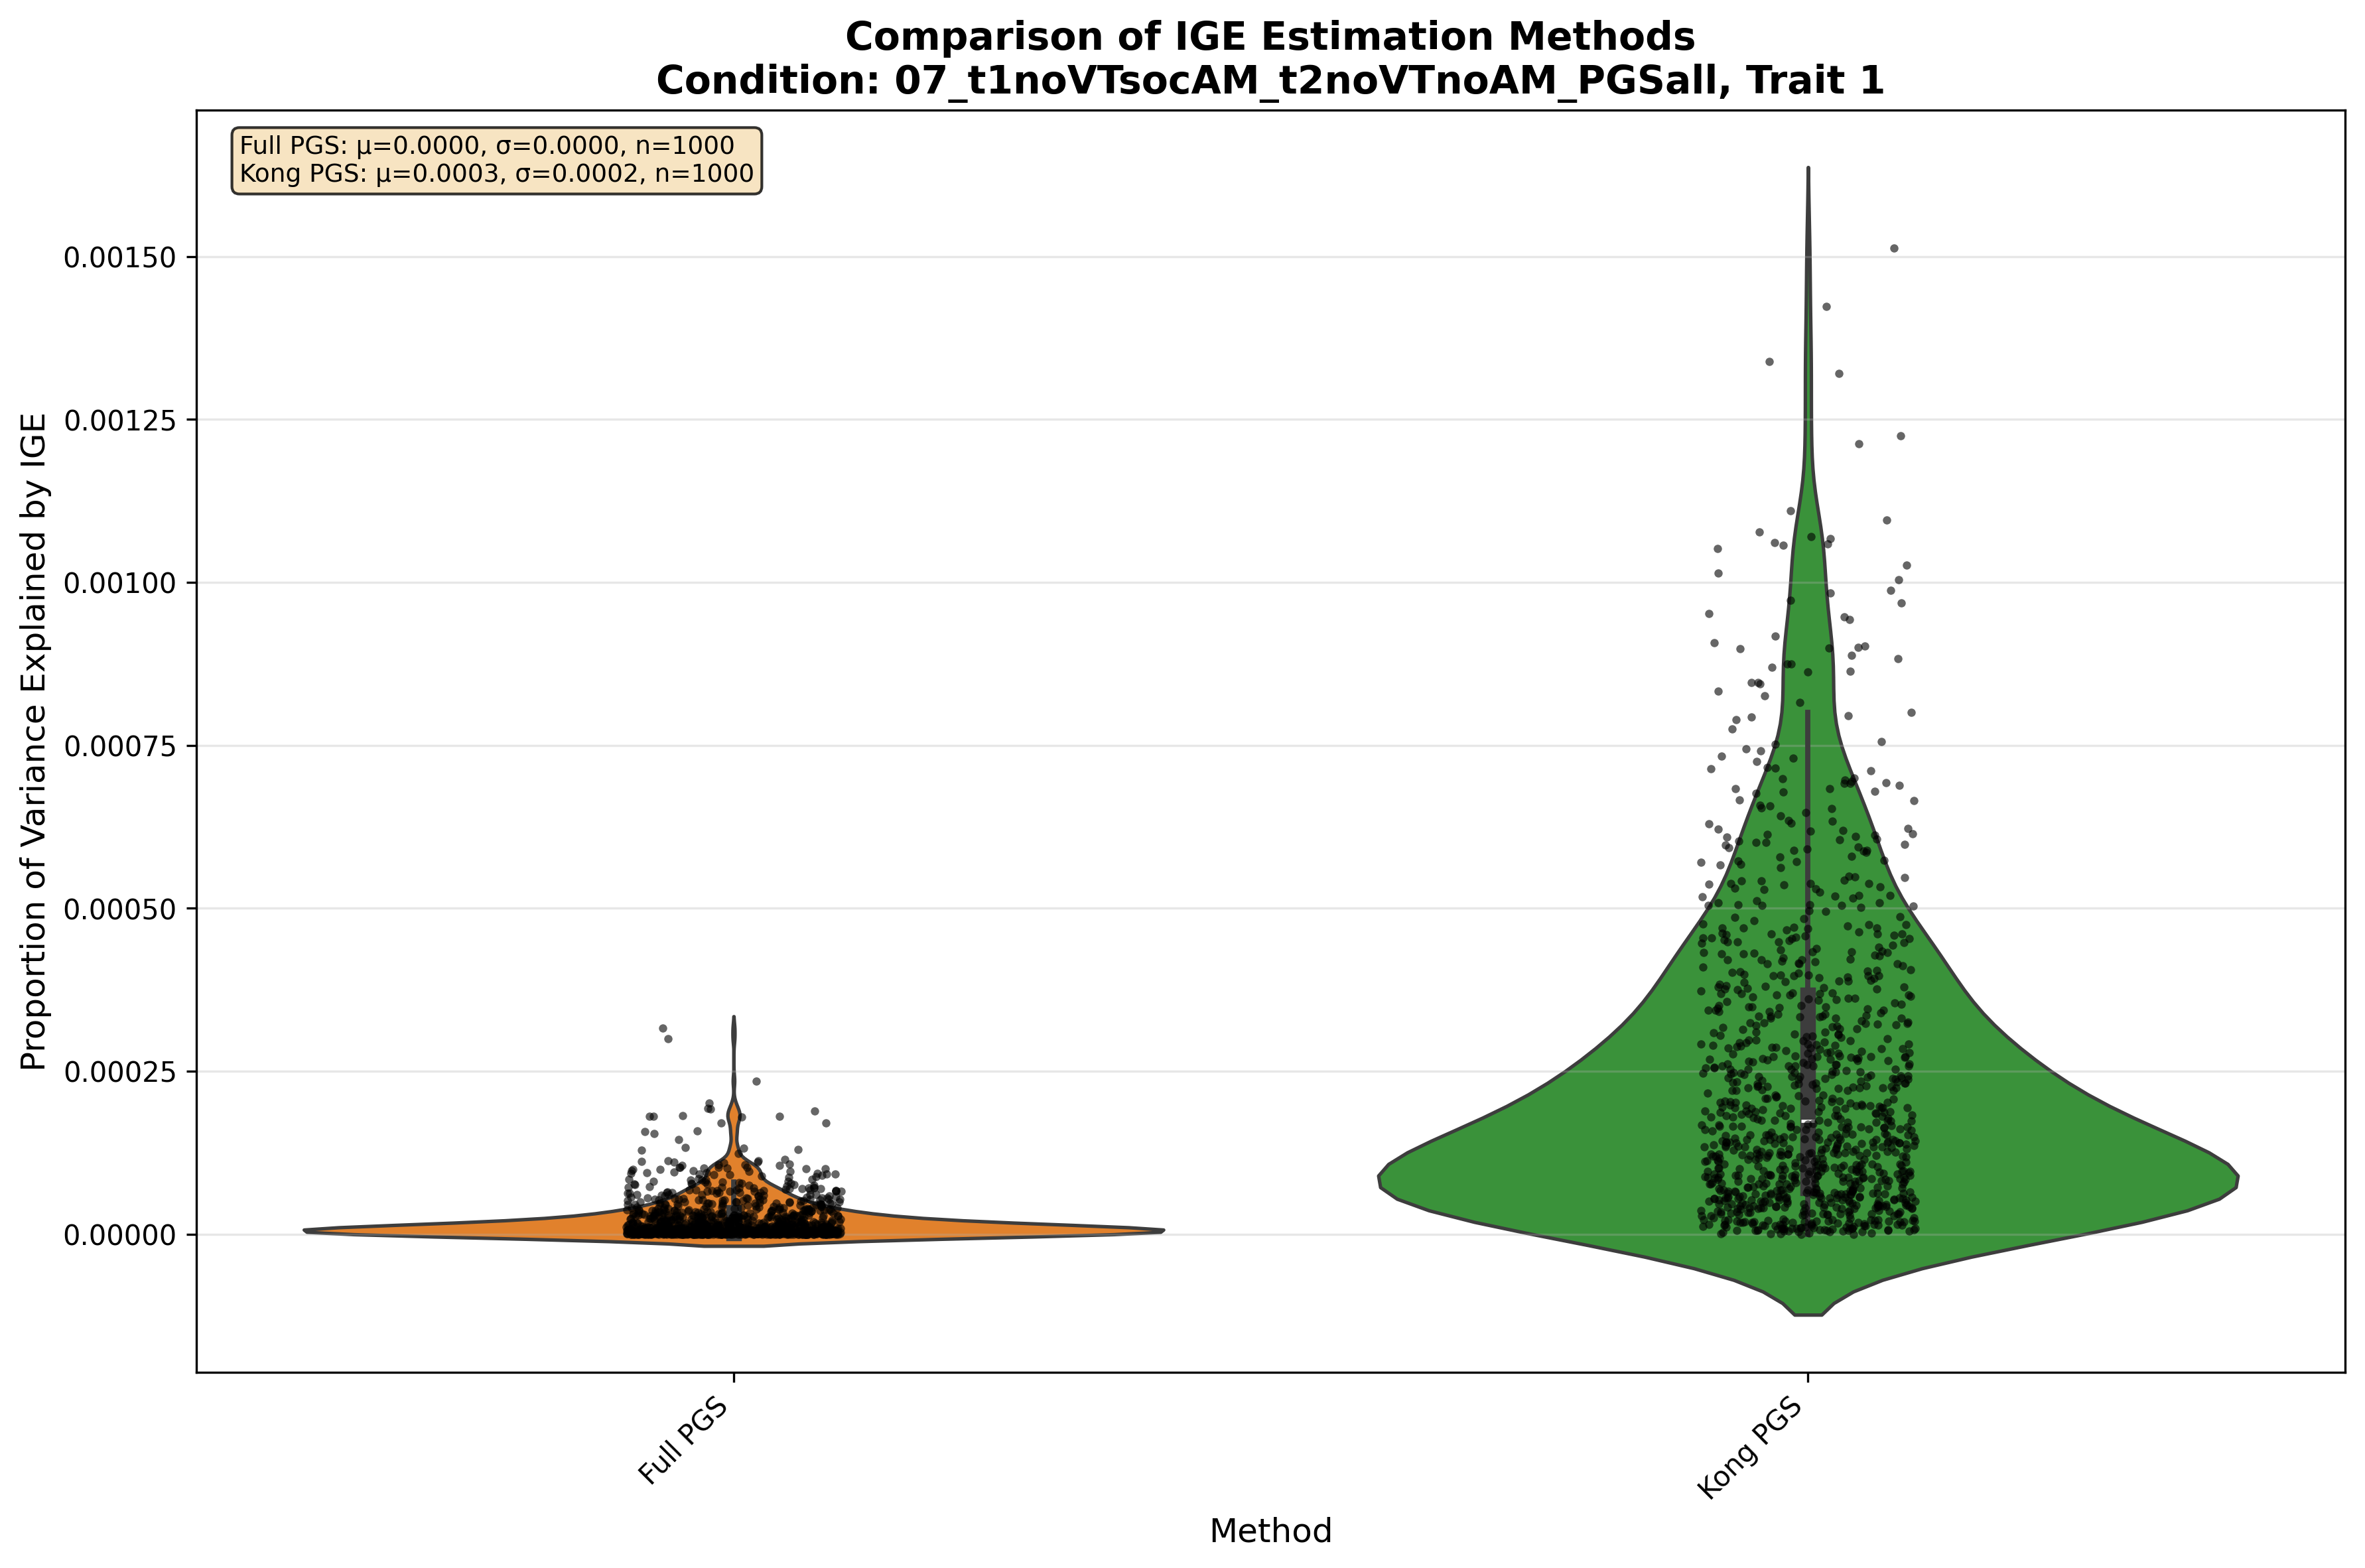 Comparison of IGE Estimation Methods
Condition: 07_t1noVTsocAM_t2noVTnoAM_PGSall, Trait 1
Full PGS: μ=0.0000, σ=0.0000, n=1000
Kong PGS: μ=0.0003, σ=0.0002, n=1000
Proportion of Variance Explained by IGE
0.00150
0.00125
0.00100
0.00075
0.00050
0.00025
0.00000
Full PGS
Kong PGS
Method